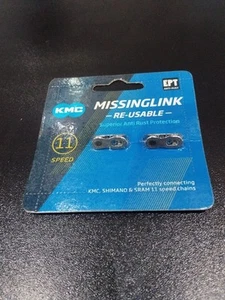 KMC
EPT
MISSINGLINK
— RE-USABLE —
Superior Anti Rust Protection
11
SPEED
Perfectly connecting
KMC, SHIMANO & SRAM 11 speed chains